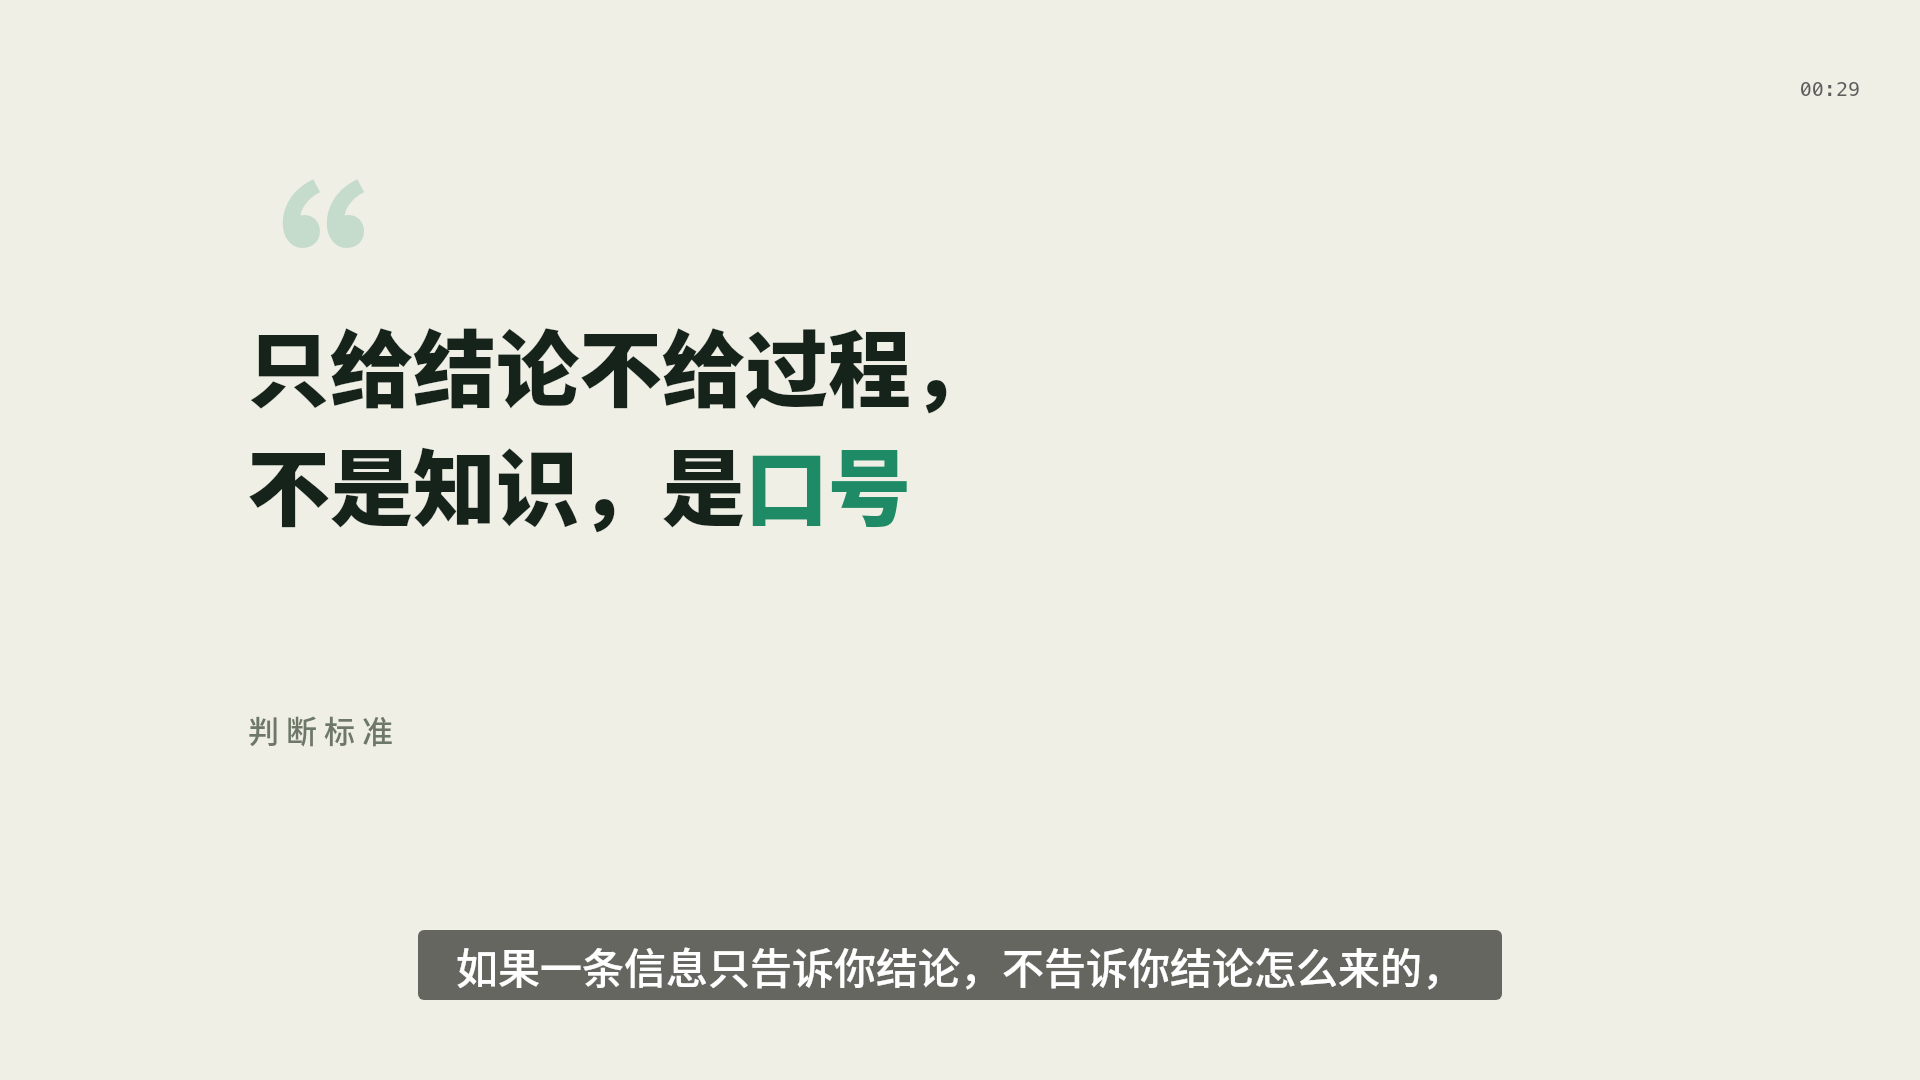 00:29
“
只给结论不给过程，
不是知识，是口号
判断标准
如果一条信息只告诉你结论，不告诉你结论怎么来的，